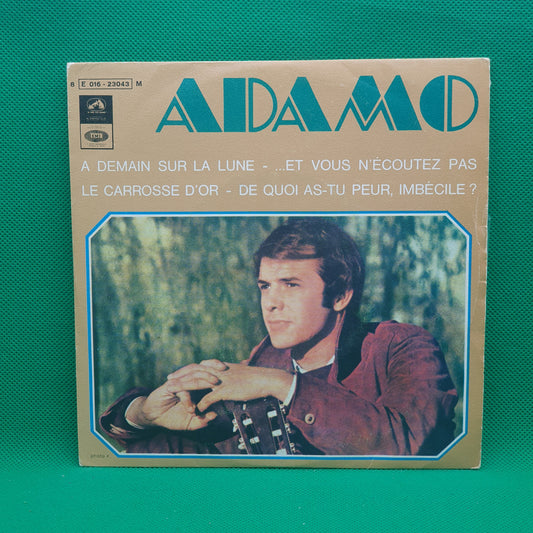 B E 016 - 23043 M
ADAMO
EMI
A DEMAIN SUR LA LUNE - ...ET VOUS N'ÉCOUTEZ PAS
LE CARROSSE D'OR - DE QUOI AS-TU PEUR, IMBÉCILE ?